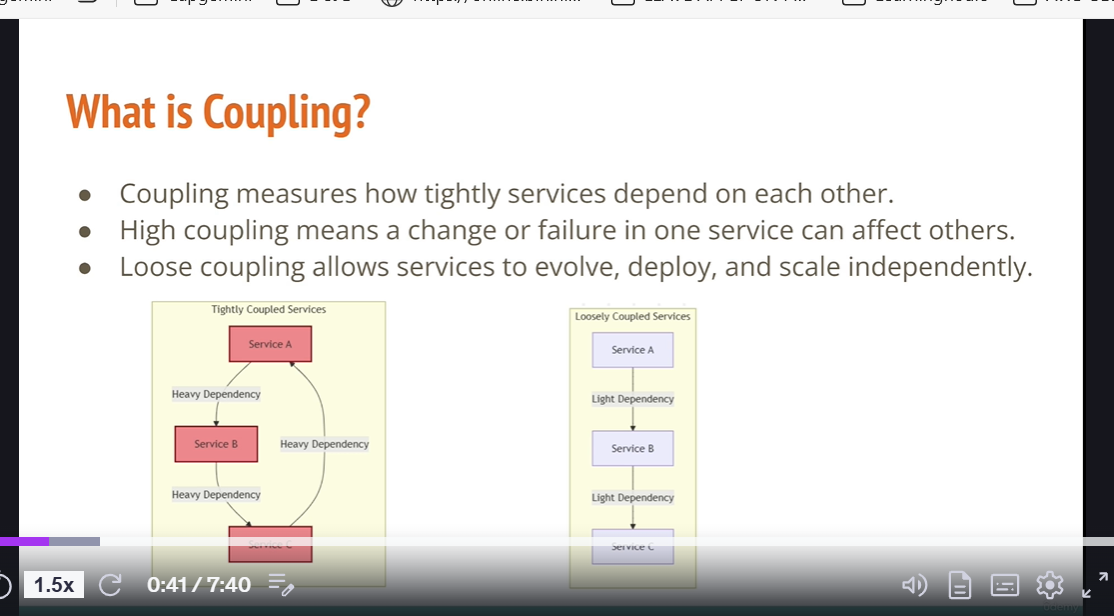 What is Coupling?
● Coupling measures how tightly services depend on each other.
● High coupling means a change or failure in one service can affect others.
● Loose coupling allows services to evolve, deploy, and scale independently.
Tightly Coupled Services
Service A
Heavy Dependency
Service B
Heavy Dependency
Heavy Dependency
Service C
Loosely Coupled Services
Service A
Light Dependency
Service B
Light Dependency
Service C
1.5x
0:41 / 7:40